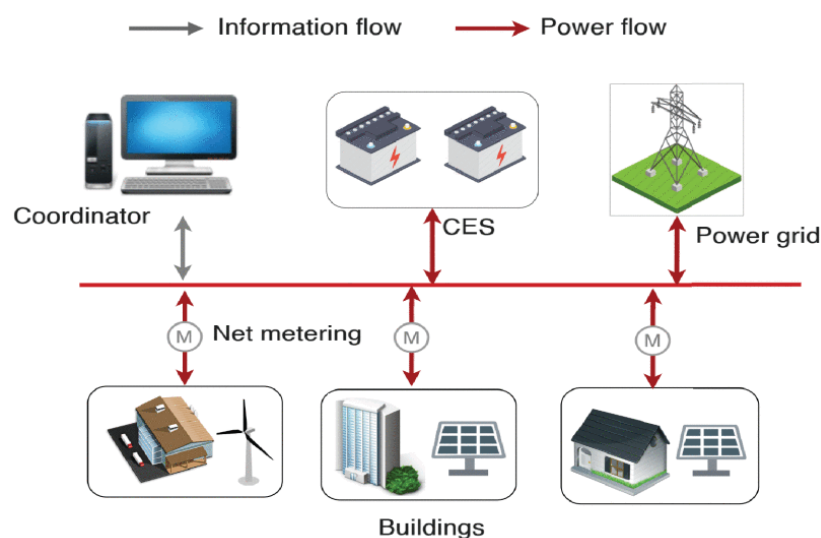 Information flow
Power flow
Coordinator
CES
Power grid
M
Net metering
M
M
Buildings